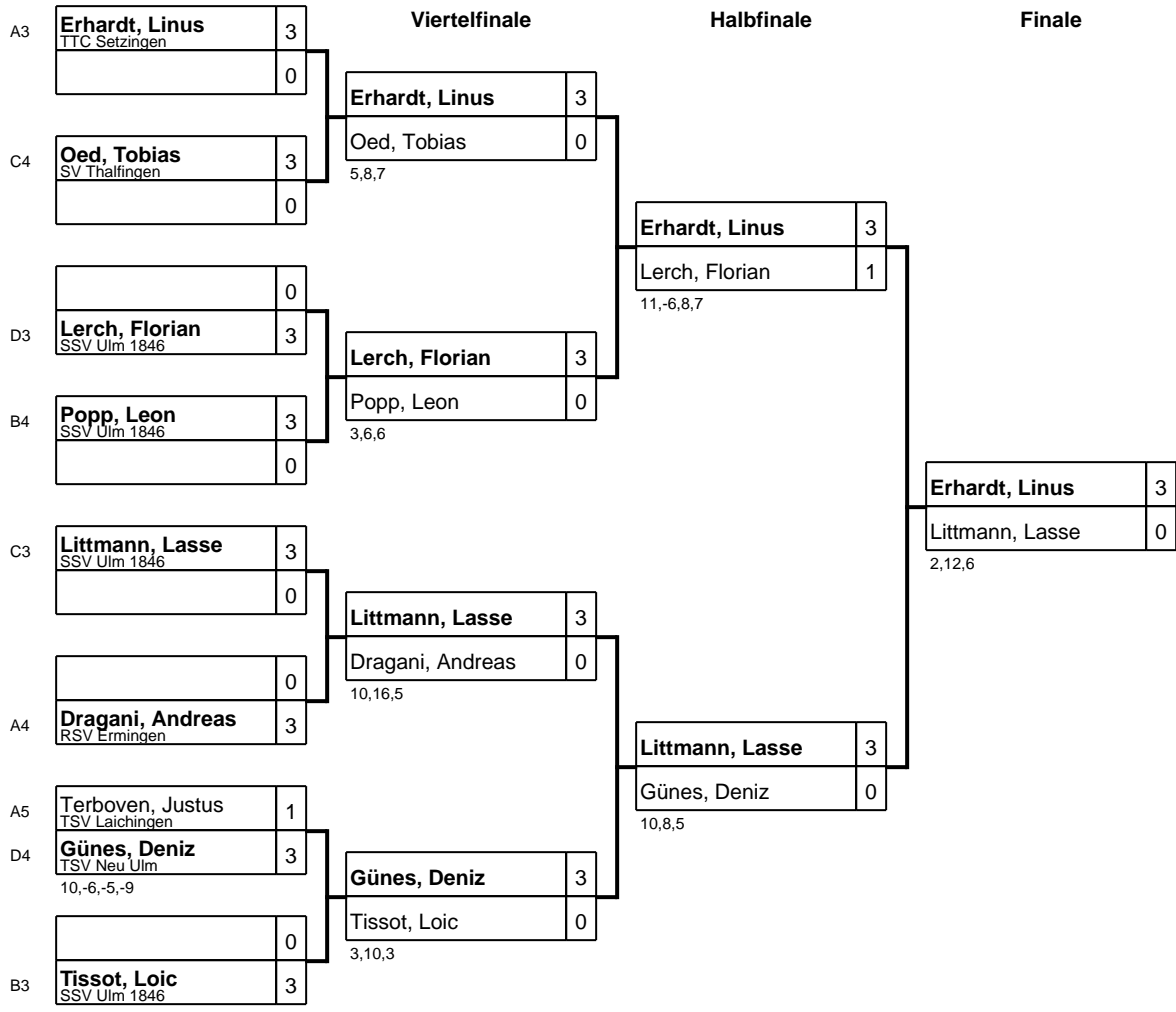 Viertelfinale
Halbfinale
Finale
A3
Erhardt, Linus
3
TTC Setzingen
0
C4
Oed, Tobias
3
SV Thalfingen
0
0
D3
Lerch, Florian
3
SSV Ulm 1846
B4
Popp, Leon
3
SSV Ulm 1846
0
C3
Littmann, Lasse
3
SSV Ulm 1846
0
0
A4
Dragani, Andreas
3
RSV Ermingen
A5
Terboven, Justus
1
TSV Laichingen
D4
Günes, Deniz
3
TSV Neu Ulm
10,-6,-5,-9
0
B3
Tissot, Loic
3
SSV Ulm 1846
Erhardt, Linus
3
Oed, Tobias
0
5,8,7
Lerch, Florian
3
Popp, Leon
0
3,6,6
Littmann, Lasse
3
Dragani, Andreas
0
10,16,5
Günes, Deniz
3
Tissot, Loic
0
3,10,3
Erhardt, Linus
3
Lerch, Florian
1
11,-6,8,7
Littmann, Lasse
3
Günes, Deniz
0
10,8,5
Erhardt, Linus
3
Littmann, Lasse
0
2,12,6